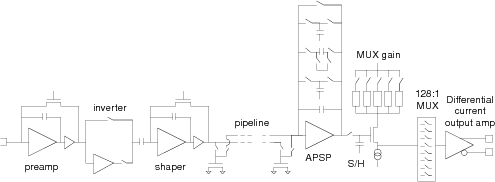 MUX gain
128:1
MUX
Differential
current
output amp
inverter
pipeline
preamp
shaper
APSP
S/H